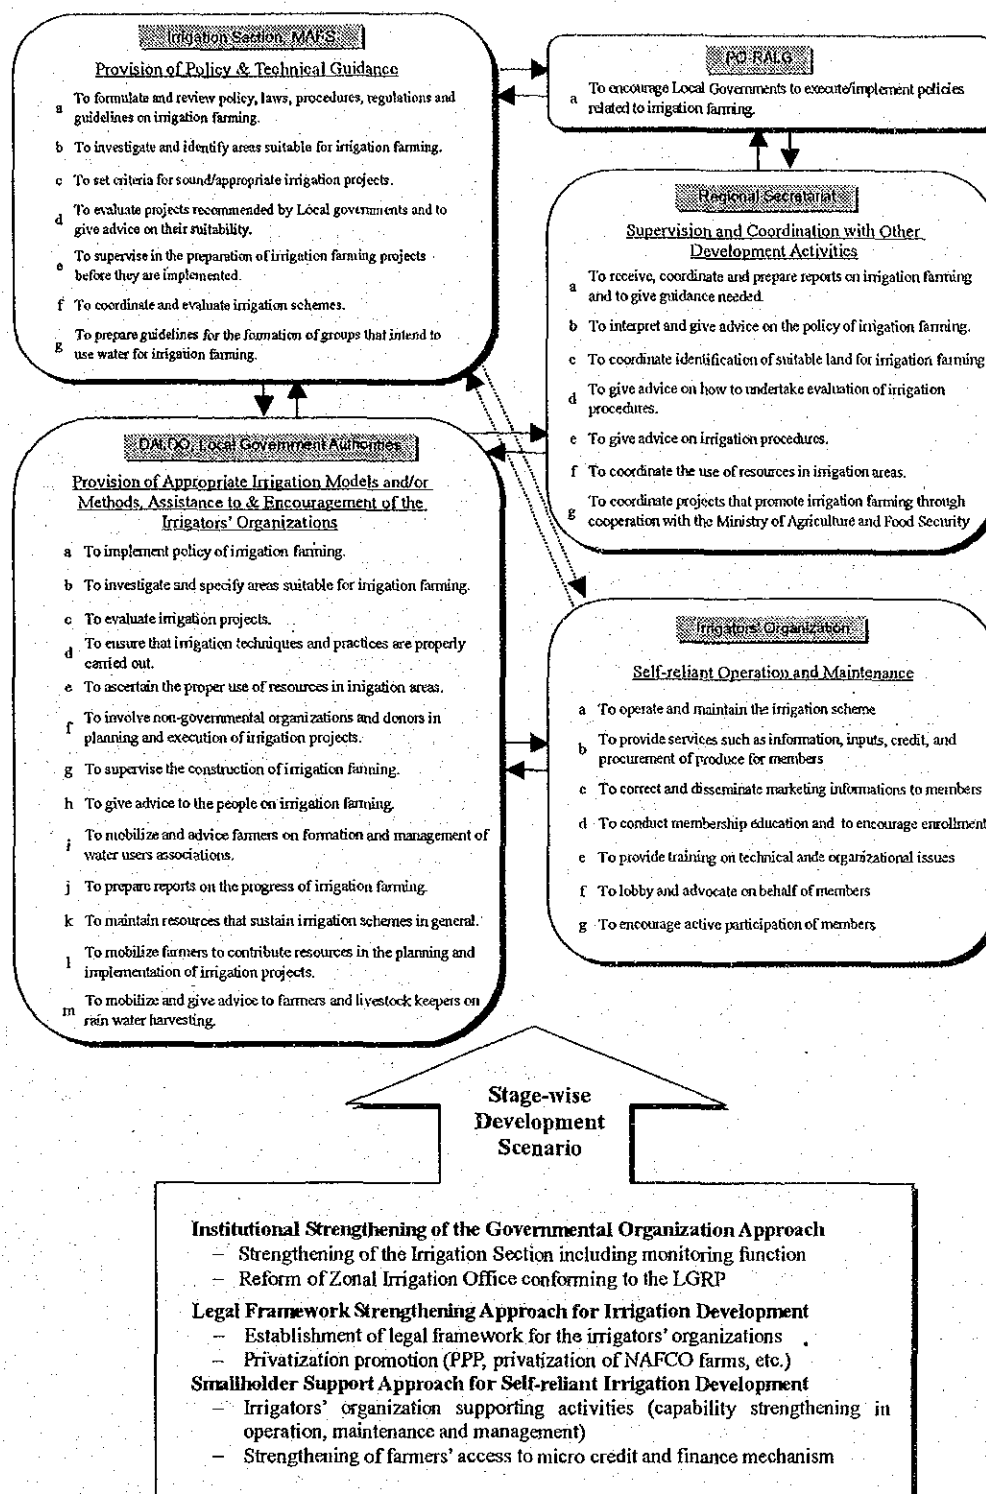 Irrigation Section, MAFS
Provision of Policy & Technical Guidance
a To formulate and review policy, laws, procedures, regulations and
guidelines on irrigation farming.
b To investigate and identify areas suitable for irrigation farming.
c To set criteria for sound/appropriate irrigation projects.
d To evaluate projects recommended by Local governments and to
give advice on their suitability.
e To supervise in the preparation of irrigation farming projects
before they are implemented.
f To coordinate and evaluate irrigation schemes.
g To prepare guidelines for the formation of groups that intend to
use water for irrigation farming.
PO-RALG
a To encourage Local Governments to execute/implement policies
related to irrigation farming.
Regional Secretariat
Supervision and Coordination with Other
Development Activities
a To receive, coordinate and prepare reports on irrigation farming
and to give guidance needed.
b To interpret and give advice on the policy of irrigation farming.
c To coordinate identification of suitable land for irrigation farming
d To give advice on how to undertake evaluation of irrigation
procedures.
e To give advice on irrigation procedures.
f To coordinate the use of resources in irrigation areas.
g To coordinate projects that promote irrigation farming through
cooperation with the Ministry of Agriculture and Food Security
DALDO, Local Government Authorities
Provision of Appropriate Irrigation Models and/or
Methods, Assistance to & Encouragement of the
Irrigators' Organizations
a To implement policy of irrigation farming.
b To investigate and specify areas suitable for irrigation farming.
c To evaluate irrigation projects.
d To ensure that irrigation techniques and practices are properly
carried out.
e To ascertain the proper use of resources in irrigation areas.
f To involve non-governmental organizations and donors in
planning and execution of irrigation projects.
g To supervise the construction of irrigation farming.
h To give advice to the people on irrigation farming.
i To mobilize and advice farmers on formation and management of
water users associations.
j To prepare reports on the progress of irrigation farming.
k To maintain resources that sustain irrigation schemes in general.
l To mobilize farmers to contribute resources in the planning and
implementation of irrigation projects.
m To mobilize and give advice to farmers and livestock keepers on
rain water harvesting.
Irrigators' Organization
Self-reliant Operation and Maintenance
a To operate and maintain the irrigation scheme
b To provide services such as information, inputs, credit, and
procurement of produce for members
c To correct and disseminate marketing informations to members
d To conduct membership education and to encourage enrollment
e To provide training on technical ande organizational issues
f To lobby and advocate on behalf of members
g To encourage active participation of members
Stage-wise
Development
Scenario
Institutional Strengthening of the Governmental Organization Approach
– Strengthening of the Irrigation Section including monitoring function
– Reform of Zonal Irrigation Office conforming to the LGRP
Legal Framework Strengthening Approach for Irrigation Development
– Establishment of legal framework for the irrigators' organizations
– Privatization promotion (PPP, privatization of NAFCO farms, etc.)
Smallholder Support Approach for Self-reliant Irrigation Development
– Irrigators' organization supporting activities (capability strengthening in
operation, maintenance and management)
– Strengthening of farmers' access to micro credit and finance mechanism